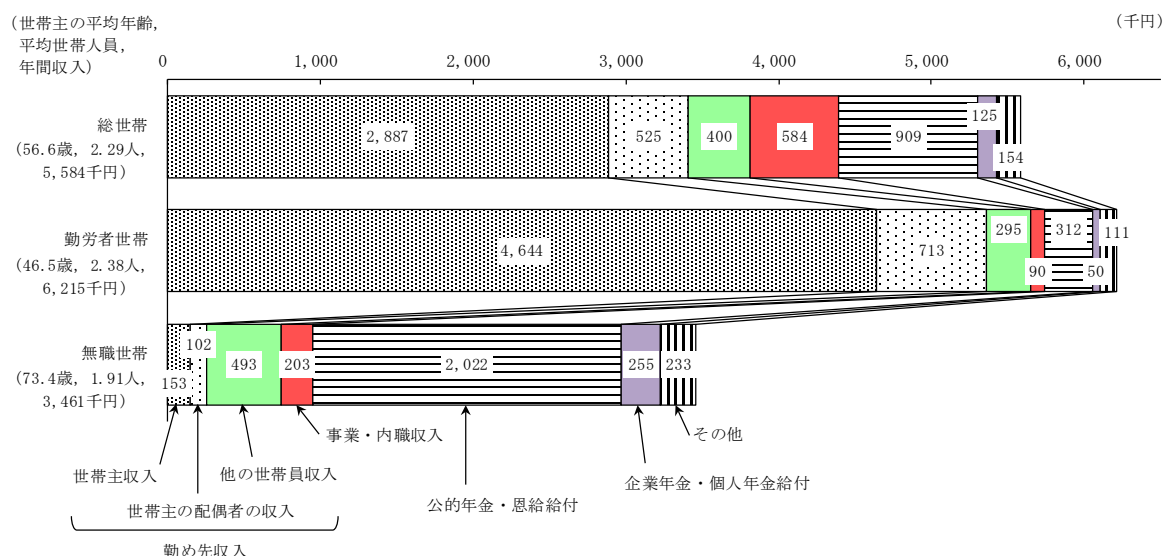 (世帯主の平均年齢,
平均世帯人員,
年間収入)
(千円)
0 1,000 2,000 3,000 4,000 5,000 6,000
総世帯
(56.6歳, 2.29人,
5,584千円)
2,887 525 400 584 909 125 154
勤労者世帯
(46.5歳, 2.38人,
6,215千円)
4,644 713 295 90 312 50 111
無職世帯
(73.4歳, 1.91人,
3,461千円)
153 102 493 203 2,022 255 233
世帯主収入
世帯主の配偶者の収入
他の世帯員収入
事業・内職収入
公的年金・恩給給付
企業年金・個人年金給付
その他
勤め先収入